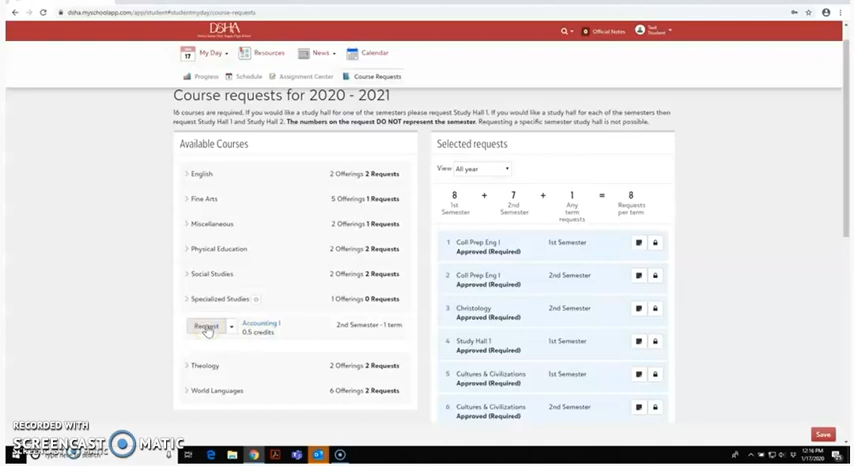 dsha.myschoolapp.com/app/student#studentmyday/course-requests
DSHA
Official Notes
Test Student
17
My Day
Resources
News
Calendar
Progress
Schedule
Assignment Center
Course Requests
Course requests for 2020 - 2021
16 courses are required. If you would like a study hall for one of the semesters please request Study Hall 1. If you would like a study hall for each of the semesters then
request Study Hall 1 and Study Hall 2. The numbers on the request DO NOT represent the semester. Requesting a specific semester study hall is not possible.
Available Courses
English 2 Offerings 2 Requests
Fine Arts 5 Offerings 1 Requests
Miscellaneous 2 Offerings 1 Requests
Physical Education 2 Offerings 2 Requests
Social Studies 2 Offerings 2 Requests
Specialized Studies 1 Offerings 0 Requests
Request Accounting I 2nd Semester - 1 term
0.5 credits
Theology 2 Offerings 2 Requests
World Languages 6 Offerings 2 Requests
Selected requests
View All year
8 + 7 + 1 = 8
1st Semester
2nd Semester
Any term requests
Requests per term
1 Coll Prep Eng I 1st Semester
Approved (Required)
2 Coll Prep Eng I 2nd Semester
Approved (Required)
3 Christology 2nd Semester
Approved (Required)
4 Study Hall 1 1st Semester
Approved (Required)
5 Cultures & Civilizations 1st Semester
Approved (Required)
6 Cultures & Civilizations 2nd Semester
Approved (Required)
Save
RECORDED WITH
SCREENCAST MATIC
12:16 PM
1/17/2020